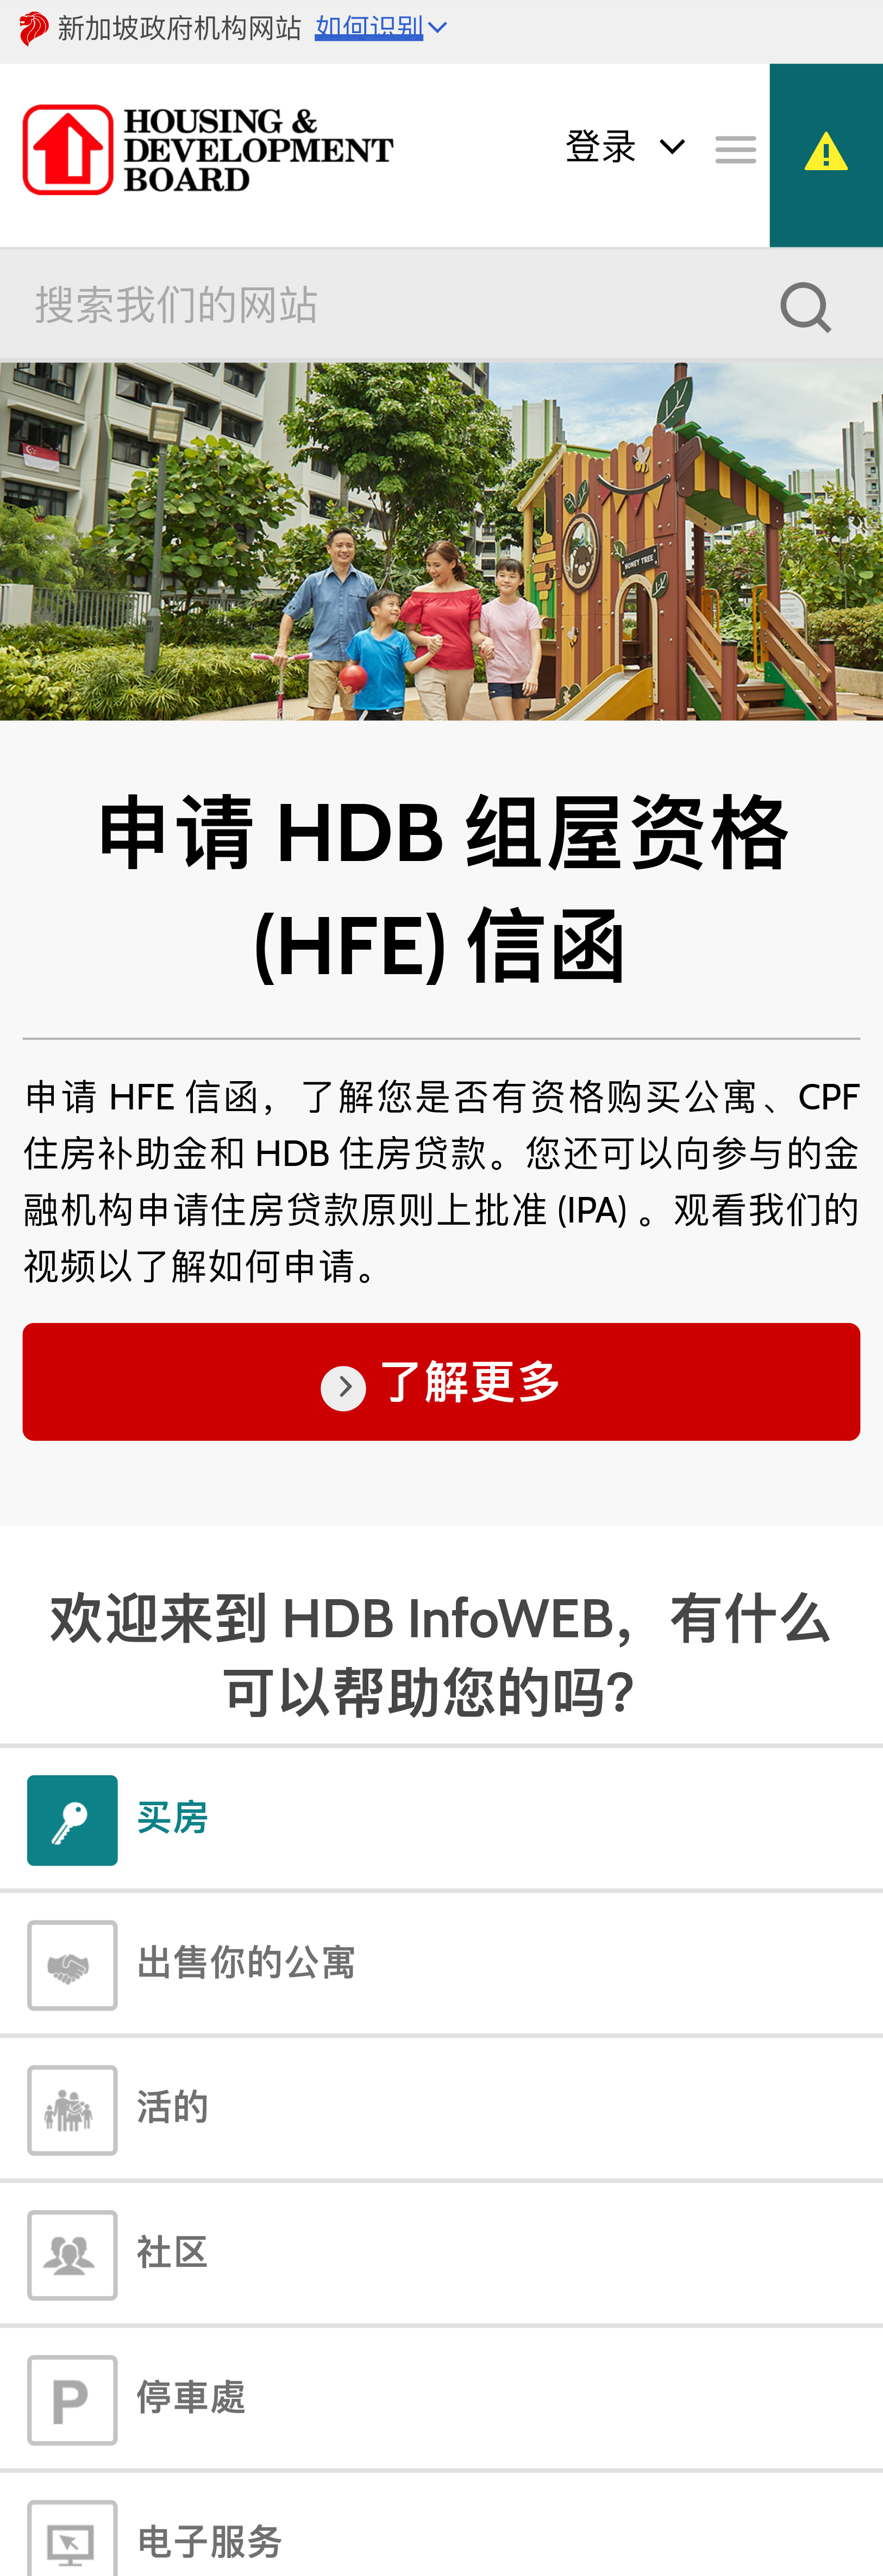 新加坡政府机构网站 如何识别
HOUSING &
DEVELOPMENT
BOARD
登录
搜索我们的网站
HONEY TREE
申请 HDB 组屋资格
(HFE) 信函
申请 HFE 信函，了解您是否有资格购买公寓、CPF
住房补助金和 HDB 住房贷款。您还可以向参与的金
融机构申请住房贷款原则上批准 (IPA) 。观看我们的
视频以了解如何申请。
了解更多
欢迎来到 HDB InfoWEB，有什么
可以帮助您的吗?
买房
出售你的公寓
活的
社区
P 停車處
电子服务